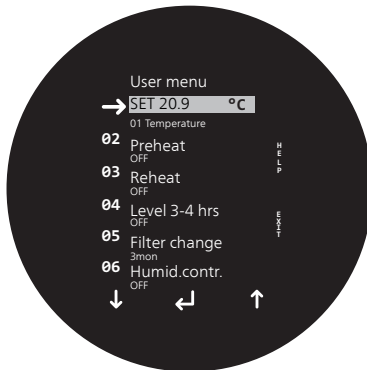 User menu
SET 20.9 °C
01 Temperature
02 Preheat
OFF
03 Reheat
OFF
04 Level 3-4 hrs
OFF
05 Filter change
3mon
06 Humid.contr.
OFF
HELP
EXIT